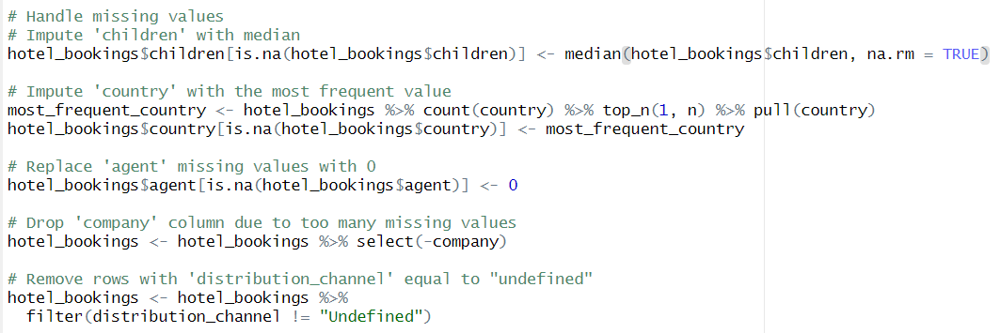 # Handle missing values
# Impute 'children' with median
hotel_bookings$children[is.na(hotel_bookings$children)] <- median(hotel_bookings$children, na.rm = TRUE)
# Impute 'country' with the most frequent value
most_frequent_country <- hotel_bookings %>% count(country) %>% top_n(1, n) %>% pull(country)
hotel_bookings$country[is.na(hotel_bookings$country)] <- most_frequent_country
# Replace 'agent' missing values with 0
hotel_bookings$agent[is.na(hotel_bookings$agent)] <- 0
# Drop 'company' column due to too many missing values
hotel_bookings <- hotel_bookings %>% select(-company)
# Remove rows with 'distribution_channel' equal to "undefined"
hotel_bookings <- hotel_bookings %>%
  filter(distribution_channel != "Undefined")